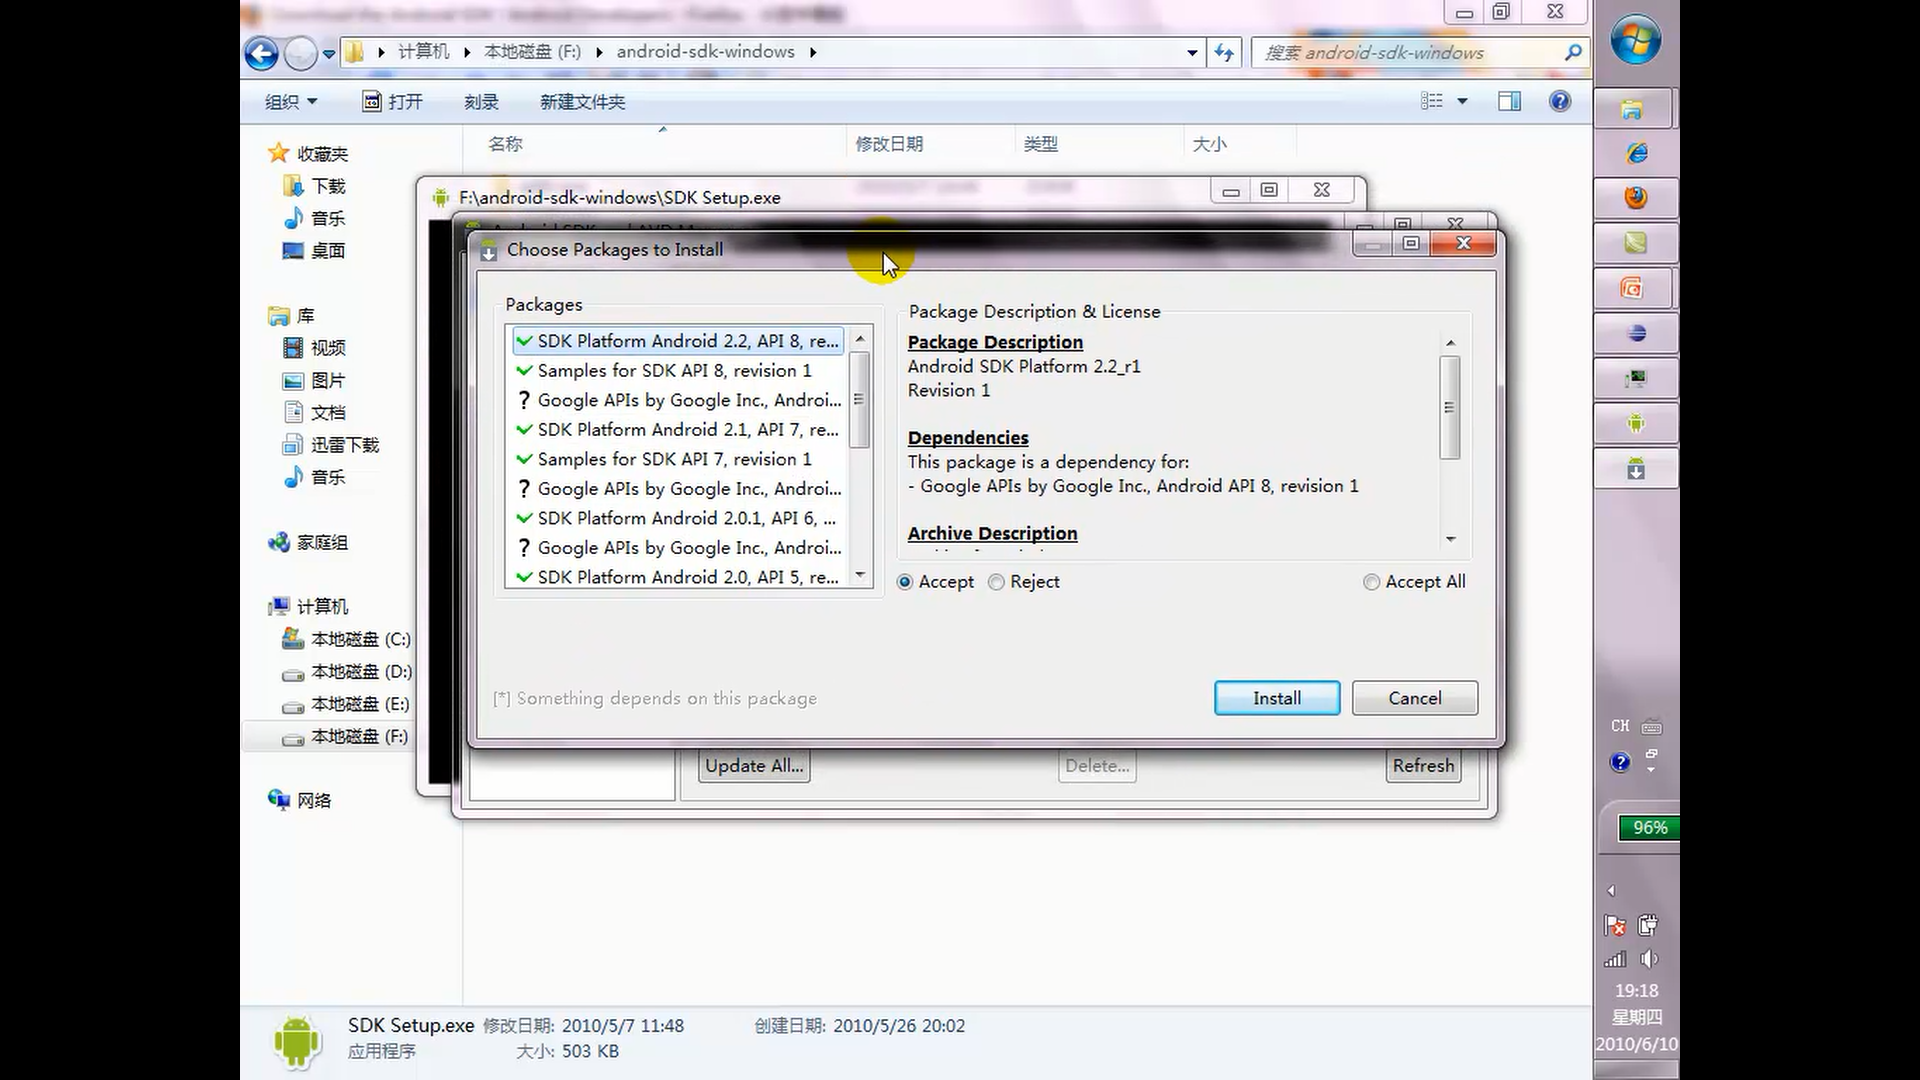 计算机 本地磁盘 (F:) android-sdk-windows
搜索 android-sdk-windows
组织 打开 刻录 新建文件夹
名称 修改日期 类型 大小
收藏夹
下载
音乐
桌面
库
视频
图片
文档
迅雷下载
音乐
家庭组
计算机
本地磁盘 (C:)
本地磁盘 (D:)
本地磁盘 (E:)
本地磁盘 (F:)
网络
F:\android-sdk-windows\SDK Setup.exe
Choose Packages to Install
Packages
SDK Platform Android 2.2, API 8, re...
Samples for SDK API 8, revision 1
? Google APIs by Google Inc., Androi...
SDK Platform Android 2.1, API 7, re...
Samples for SDK API 7, revision 1
? Google APIs by Google Inc., Androi...
SDK Platform Android 2.0.1, API 6, ...
? Google APIs by Google Inc., Androi...
SDK Platform Android 2.0, API 5, re...
Package Description & License
Package Description
Android SDK Platform 2.2_r1
Revision 1
Dependencies
This package is a dependency for:
- Google APIs by Google Inc., Android API 8, revision 1
Archive Description
Accept Reject Accept All
[*] Something depends on this package
Install Cancel
Update All... Delete... Refresh
SDK Setup.exe 修改日期: 2010/5/7 11:48 创建日期: 2010/5/26 20:02
应用程序 大小: 503 KB
CH
96%
19:18
星期四
2010/6/10